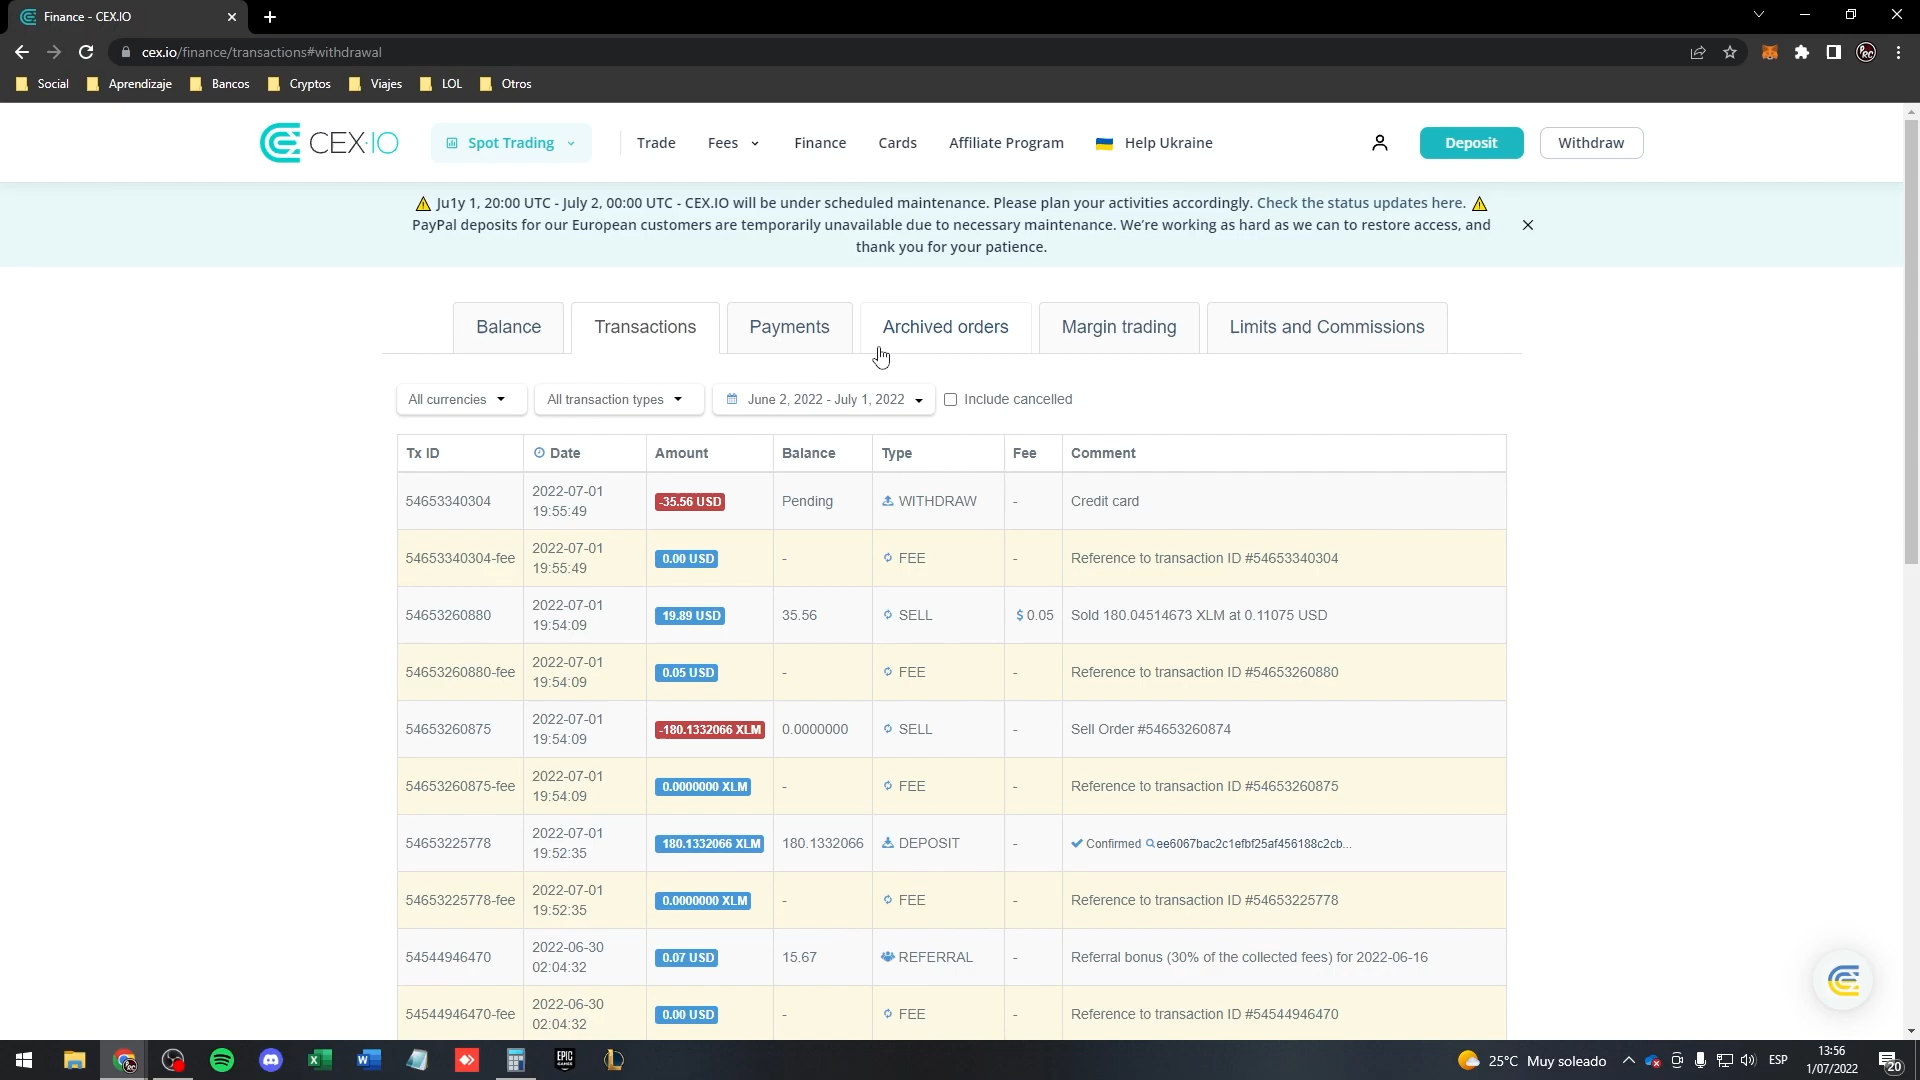 Finance - CEX.IO
cex.io/finance/transactions#withdrawal
Social Aprendizaje Bancos Cryptos Viajes LOL Otros
CEX.IO Spot Trading Trade Fees Finance Cards Affiliate Program Help Ukraine Deposit Withdraw
Ju1y 1, 20:00 UTC - July 2, 00:00 UTC - CEX.IO will be under scheduled maintenance. Please plan your activities accordingly. Check the status updates here.
PayPal deposits for our European customers are temporarily unavailable due to necessary maintenance. We're working as hard as we can to restore access, and
thank you for your patience.
Balance Transactions Payments Archived orders Margin trading Limits and Commissions
All currencies All transaction types June 2, 2022 - July 1, 2022 Include cancelled
Tx ID Date Amount Balance Type Fee Comment
54653340304 2022-07-01 19:55:49 -35.56 USD Pending WITHDRAW - Credit card
54653340304-fee 2022-07-01 19:55:49 0.00 USD - FEE - Reference to transaction ID #54653340304
54653260880 2022-07-01 19:54:09 19.89 USD 35.56 SELL $ 0.05 Sold 180.04514673 XLM at 0.11075 USD
54653260880-fee 2022-07-01 19:54:09 0.05 USD - FEE - Reference to transaction ID #54653260880
54653260875 2022-07-01 19:54:09 -180.1332066 XLM 0.0000000 SELL - Sell Order #54653260874
54653260875-fee 2022-07-01 19:54:09 0.0000000 XLM - FEE - Reference to transaction ID #54653260875
54653225778 2022-07-01 19:52:35 180.1332066 XLM 180.1332066 DEPOSIT - Confirmed ee6067bac2c1efbf25af456188c2cb...
54653225778-fee 2022-07-01 19:52:35 0.0000000 XLM - FEE - Reference to transaction ID #54653225778
54544946470 2022-06-30 02:04:32 0.07 USD 15.67 REFERRAL - Referral bonus (30% of the collected fees) for 2022-06-16
54544946470-fee 2022-06-30 02:04:32 0.00 USD - FEE - Reference to transaction ID #54544946470
EPIC GAMES
25°C Muy soleado ESP 13:56
1/07/2022 20